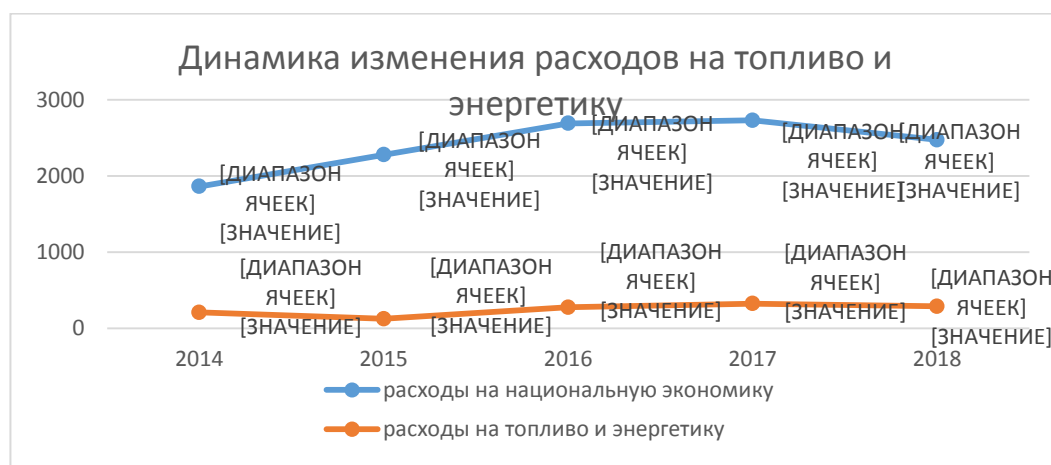 Динамика изменения расходов на топливо и
энергетику
3000
2000
1000
0
[ДИАПАЗОН
ЯЧЕЕК]
[ЗНАЧЕНИЕ]
[ДИАПАЗОН
ЯЧЕЕК]
[ЗНАЧЕНИЕ]
[ДИАПАЗОН
ЯЧЕЕК]
[ЗНАЧЕНИЕ]
[ДИАПАЗОН
ЯЧЕЕК]
[ЗНАЧЕНИЕ]
[ДИАПАЗОН
ЯЧЕЕК]
[ЗНАЧЕНИЕ]
[ДИАПАЗОН
ЯЧЕЕК]
[ЗНАЧЕНИЕ]
[ДИАПАЗОН
ЯЧЕЕК]
[ЗНАЧЕНИЕ]
[ДИАПАЗОН
ЯЧЕЕК]
[ЗНАЧЕНИЕ]
[ДИАПАЗОН
ЯЧЕЕК]
[ЗНАЧЕНИЕ]
[ДИАПАЗОН
ЯЧЕЕК]
[ЗНАЧЕНИЕ]
2014 2015 2016 2017 2018
расходы на национальную экономику
расходы на топливо и энергетику